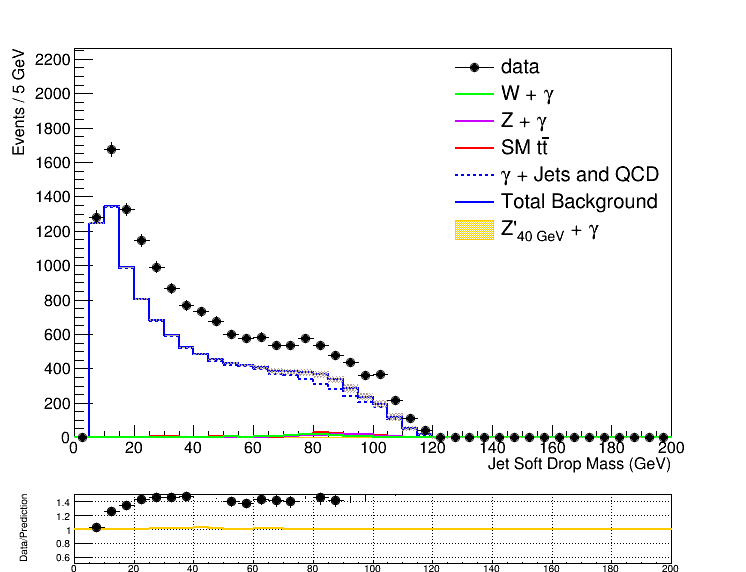 Events / 5 GeV
2200
2000
1800
1600
1400
1200
1000
800
600
400
200
0
data
W + γ
Z + γ
SM tt̄
γ + Jets and QCD
Total Background
Z'40 GeV + γ
0 20 40 60 80 100 120 140 160 180 200
Jet Soft Drop Mass (GeV)
Data/Prediction
1.4
1.2
1
0.8
0.6
0 20 40 60 80 100 120 140 160 180 200